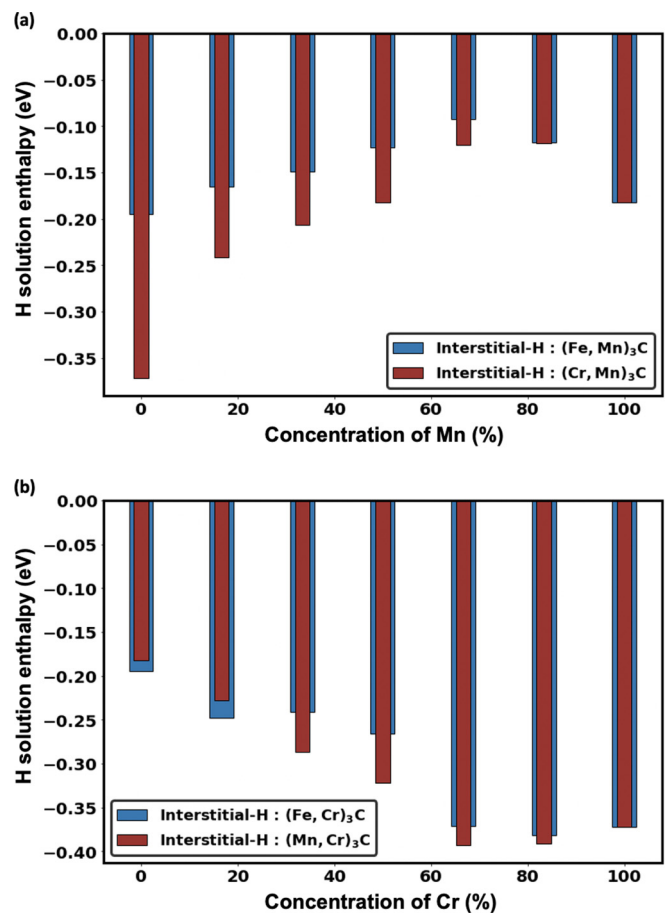 (a)
0.00
−0.05
−0.10
−0.15
−0.20
−0.25
−0.30
−0.35
H solution enthalpy (eV)
Interstitial-H : (Fe, Mn)₃C
Interstitial-H : (Cr, Mn)₃C
0 20 40 60 80 100
Concentration of Mn (%)
(b)
0.00
−0.05
−0.10
−0.15
−0.20
−0.25
−0.30
−0.35
−0.40
H solution enthalpy (eV)
Interstitial-H : (Fe, Cr)₃C
Interstitial-H : (Mn, Cr)₃C
0 20 40 60 80 100
Concentration of Cr (%)